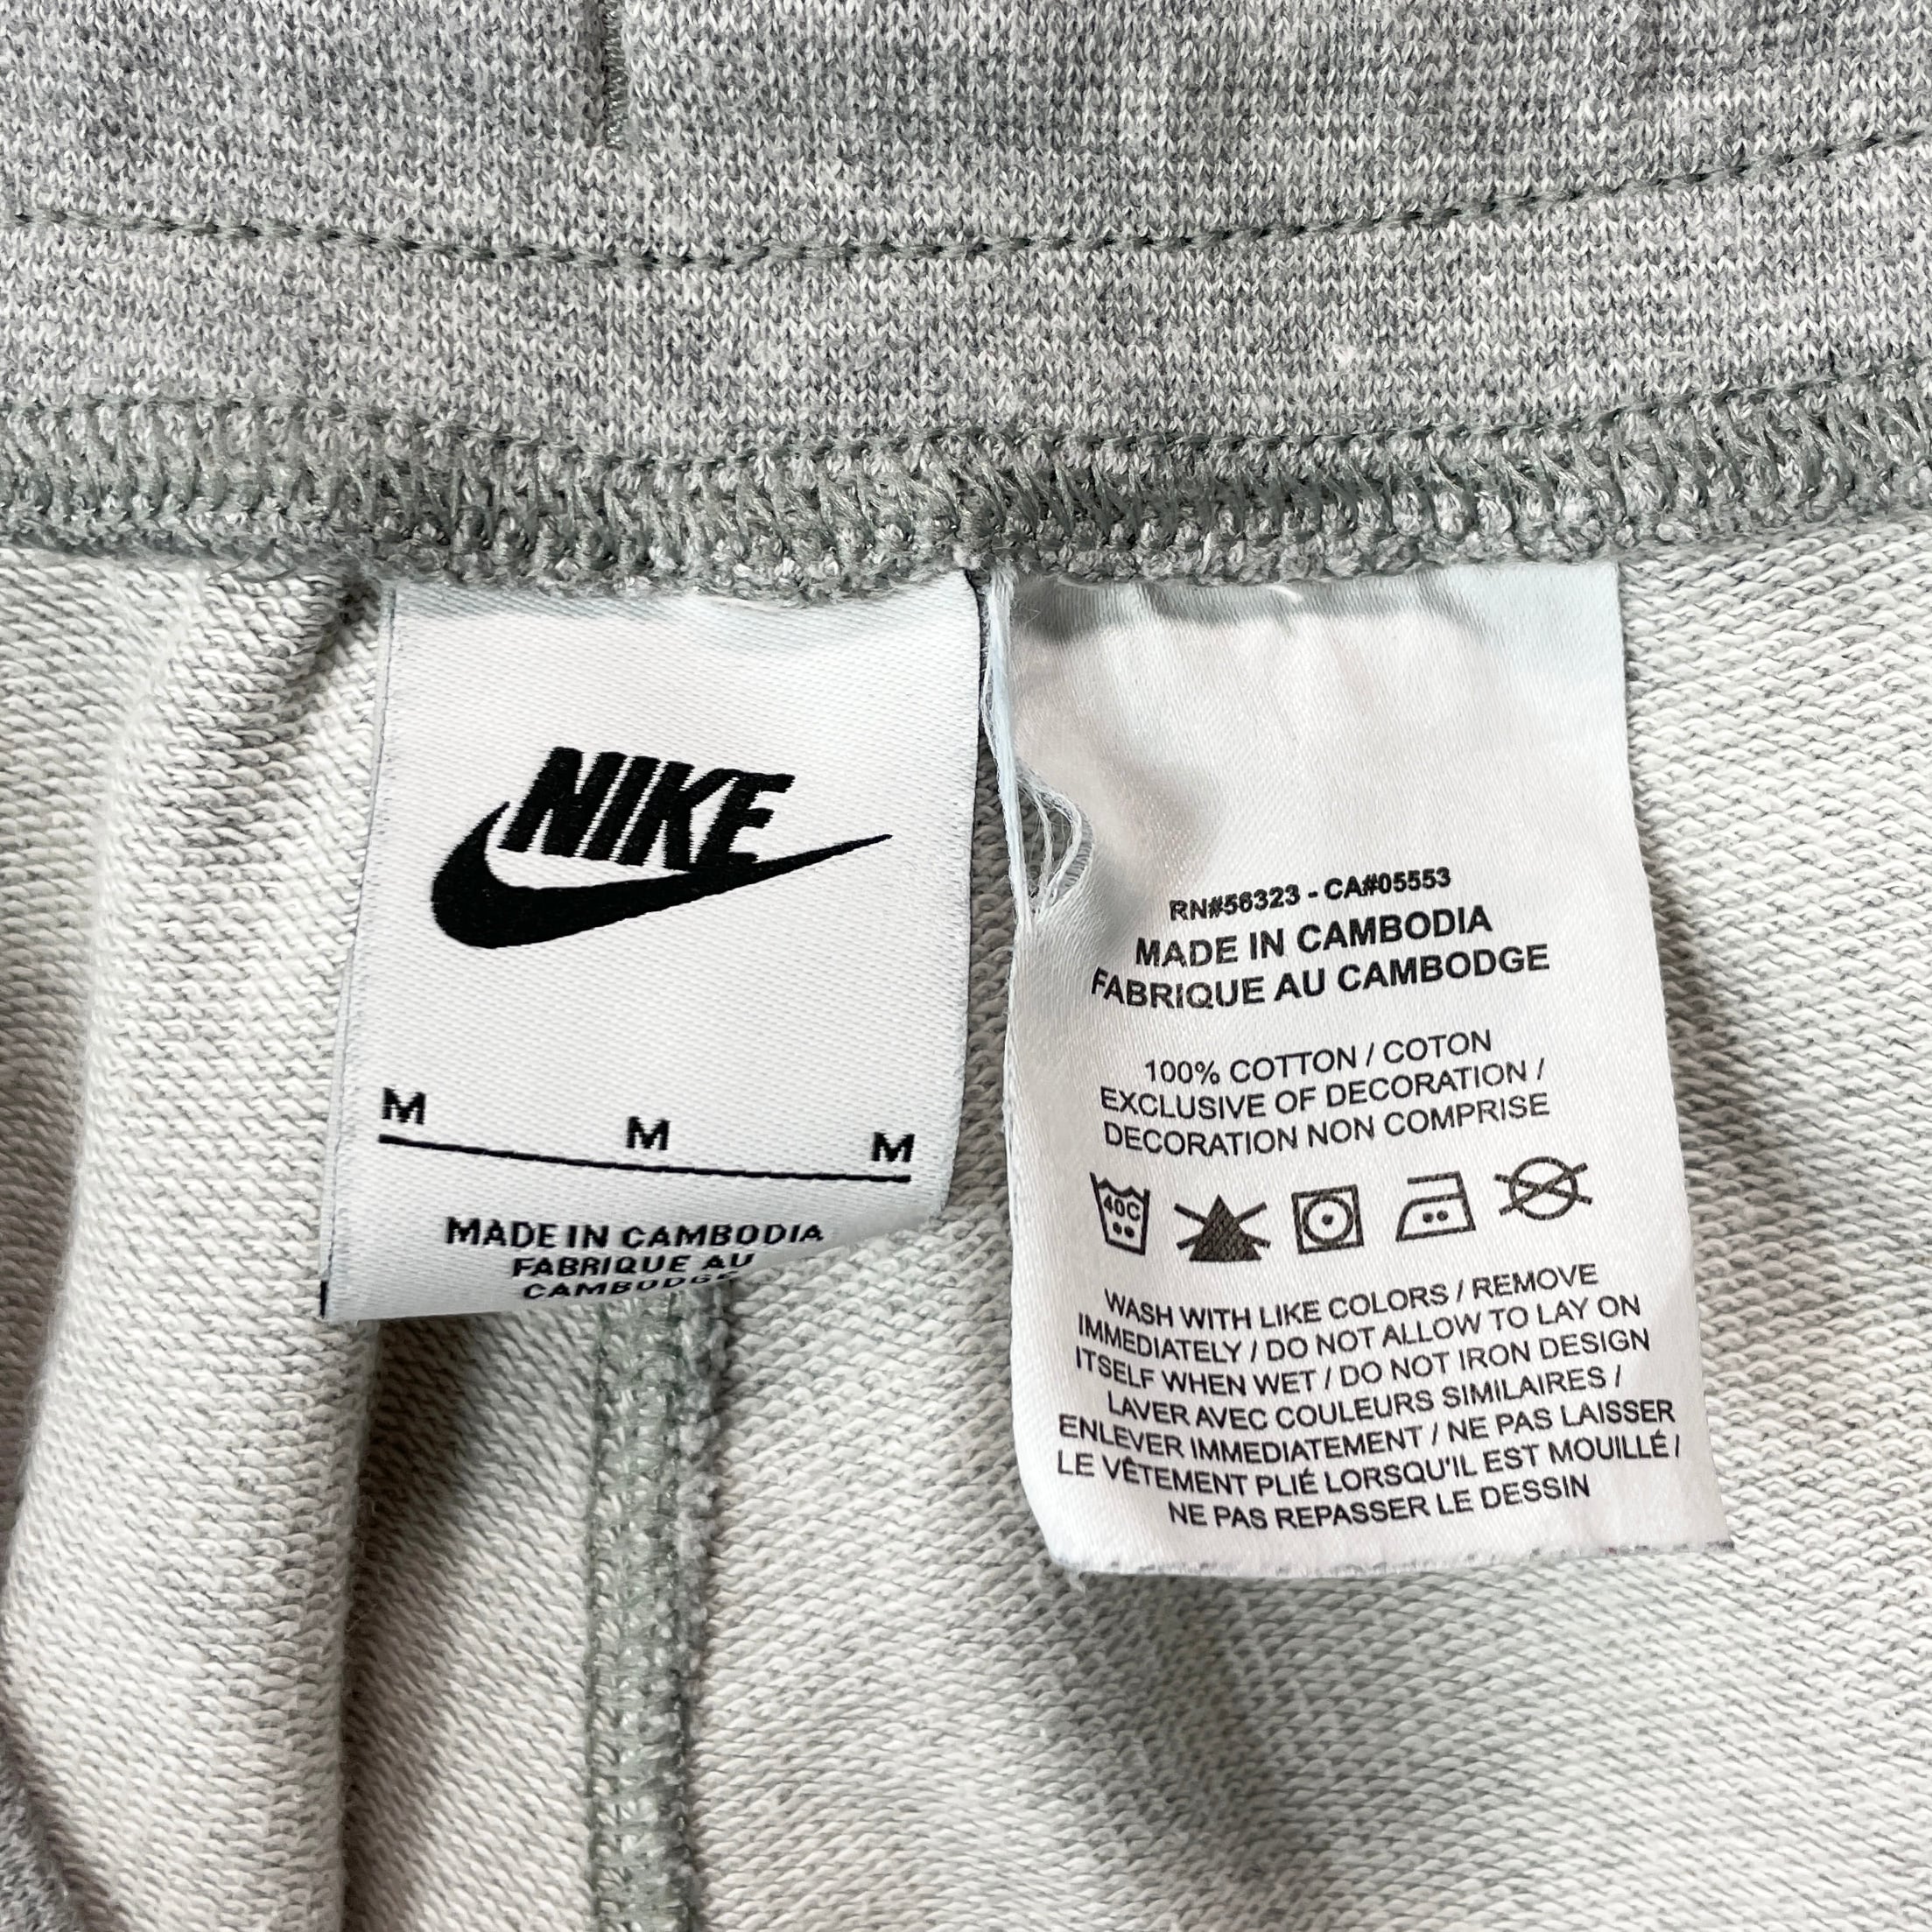 NIKE
M M M
MADE IN CAMBODIA
FABRIQUE AU
CAMBODGE
RN#56323 - CA#05553
MADE IN CAMBODIA
FABRIQUE AU CAMBODGE
100% COTTON / COTON
EXCLUSIVE OF DECORATION /
DECORATION NON COMPRISE
40C
WASH WITH LIKE COLORS / REMOVE
IMMEDIATELY / DO NOT ALLOW TO LAY ON
ITSELF WHEN WET / DO NOT IRON DESIGN
LAVER AVEC COULEURS SIMILAIRES /
ENLEVER IMMEDIATEMENT / NE PAS LAISSER
LE VÊTEMENT PLIÉ LORSQU'IL EST MOUILLÉ /
NE PAS REPASSER LE DESSIN